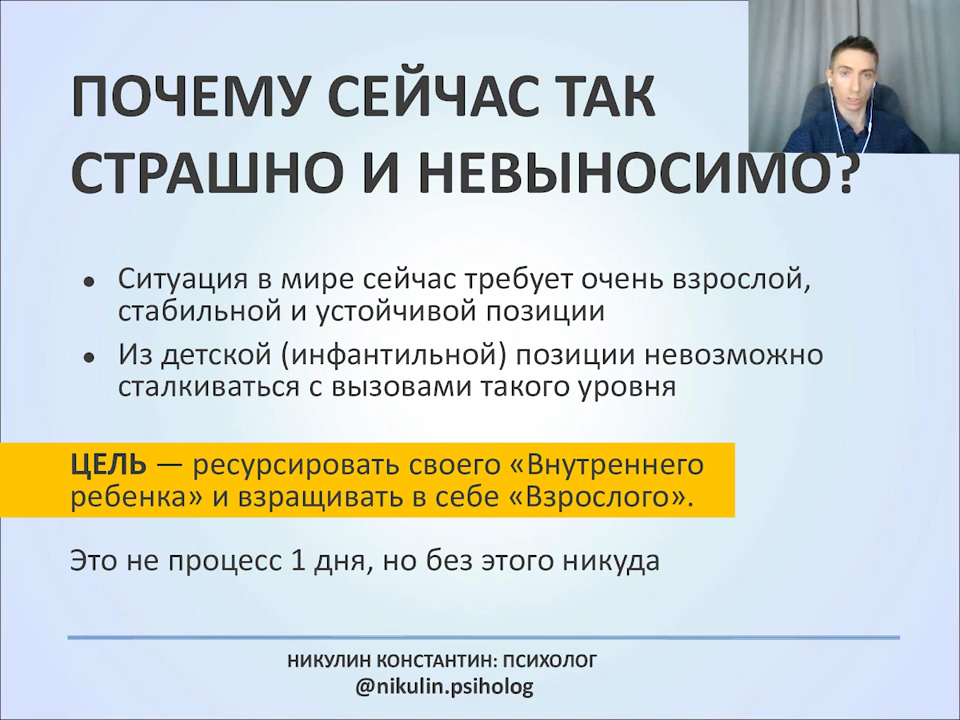 ПОЧЕМУ СЕЙЧАС ТАК
СТРАШНО И НЕВЫНОСИМО?
● Ситуация в мире сейчас требует очень взрослой,
стабильной и устойчивой позиции
● Из детской (инфантильной) позиции невозможно
сталкиваться с вызовами такого уровня
ЦЕЛЬ — ресурсировать своего «Внутреннего
ребенка» и взращивать в себе «Взрослого».
Это не процесс 1 дня, но без этого никуда
НИКУЛИН КОНСТАНТИН: ПСИХОЛОГ
@nikulin.psiholog